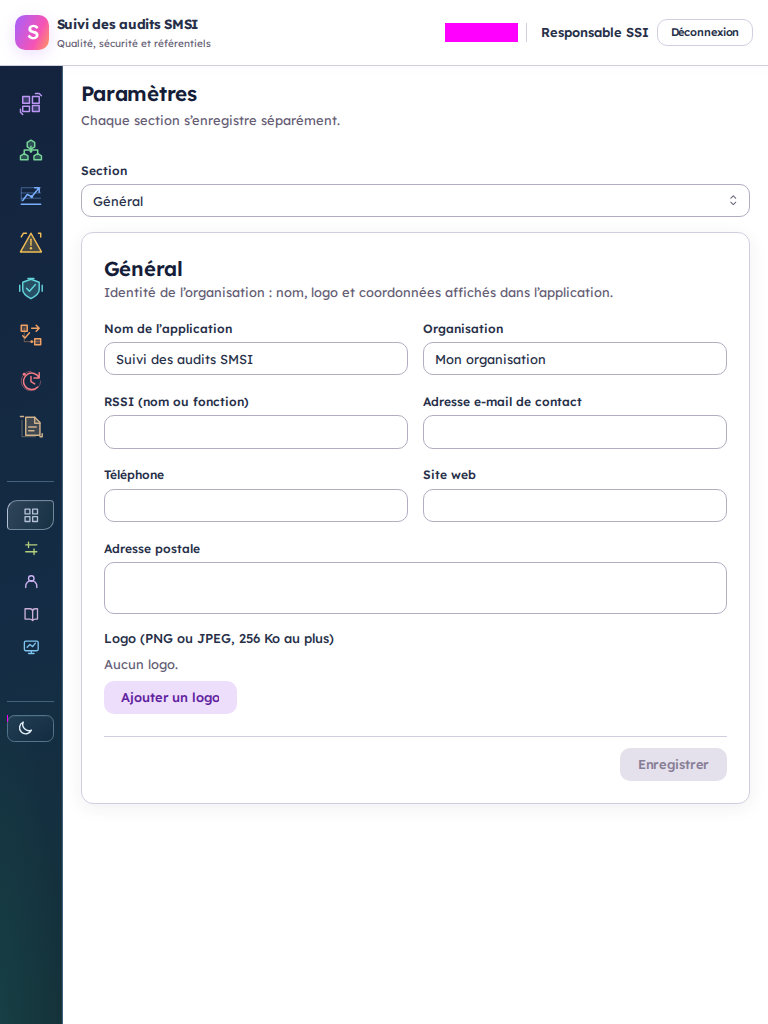 S
Suivi des audits SMSI
Qualité, sécurité et référentiels
Responsable SSI
Déconnexion
Paramètres
Chaque section s’enregistre séparément.
Section
Général
Général
Identité de l’organisation : nom, logo et coordonnées affichés dans l’application.
Nom de l’application
Organisation
Suivi des audits SMSI
Mon organisation
RSSI (nom ou fonction)
Adresse e-mail de contact
Téléphone
Site web
Adresse postale
Logo (PNG ou JPEG, 256 Ko au plus)
Aucun logo.
Ajouter un logo
Enregistrer